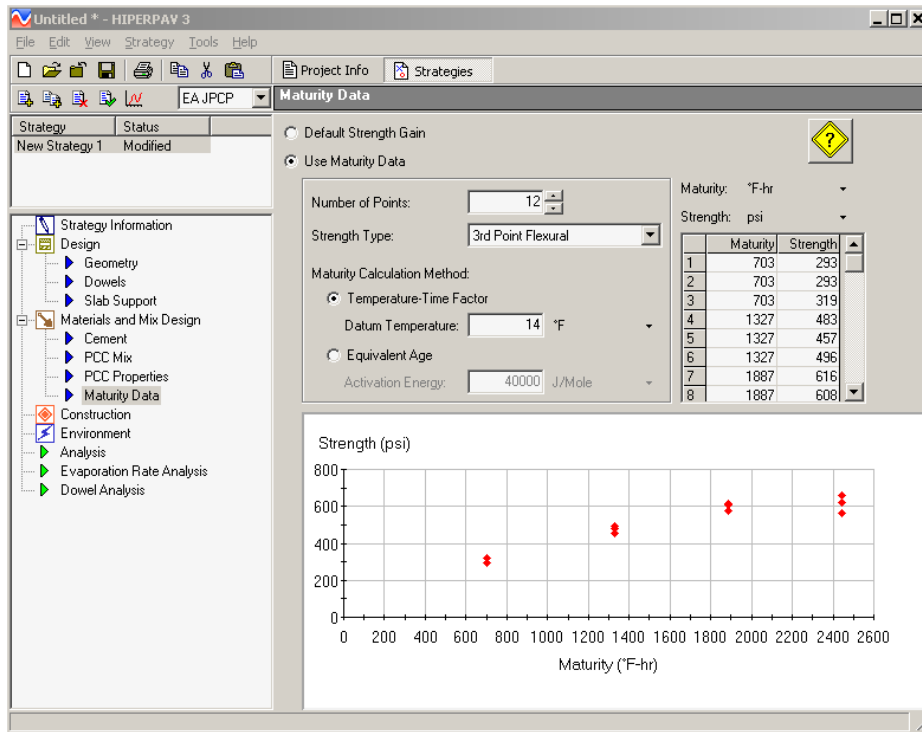 Untitled * - HIPERPAV 3
File Edit View Strategy Tools Help
Project Info Strategies
EA JPCP
Maturity Data
Strategy Status
New Strategy 1 Modified
Default Strength Gain
Use Maturity Data
Number of Points: 12
Strength Type: 3rd Point Flexural
Maturity Calculation Method:
Temperature-Time Factor
Datum Temperature: 14 °F
Equivalent Age
Activation Energy: 40000 J/Mole
Maturity: °F-hr
Strength: psi
Maturity Strength
1 703 293
2 703 293
3 703 319
4 1327 483
5 1327 457
6 1327 496
7 1887 616
8 1887 608
Strategy Information
Design
Geometry
Dowels
Slab Support
Materials and Mix Design
Cement
PCC Mix
PCC Properties
Maturity Data
Construction
Environment
Analysis
Evaporation Rate Analysis
Dowel Analysis
Strength (psi)
800
600
400
200
0
0 200 400 600 800 1000 1200 1400 1600 1800 2000 2200 2400 2600
Maturity (°F-hr)